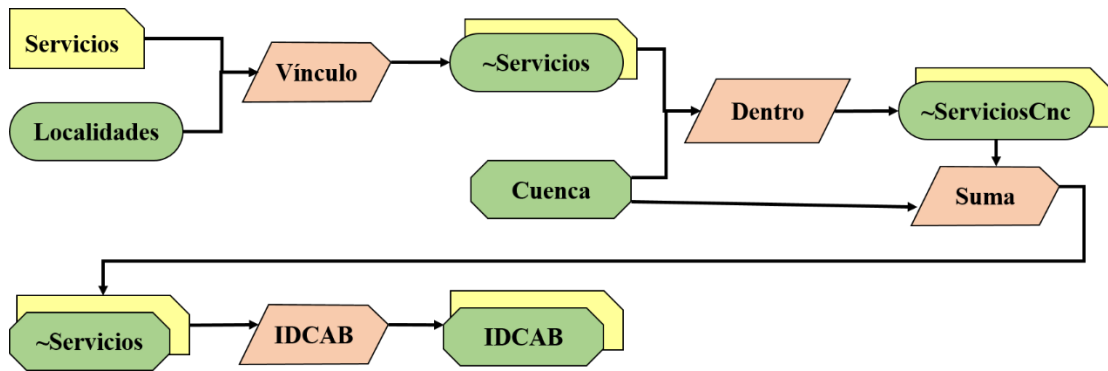 Servicios
Localidades
Vínculo
~Servicios
Cuenca
Dentro
~ServiciosCnc
Suma
~Servicios
IDCAB
IDCAB